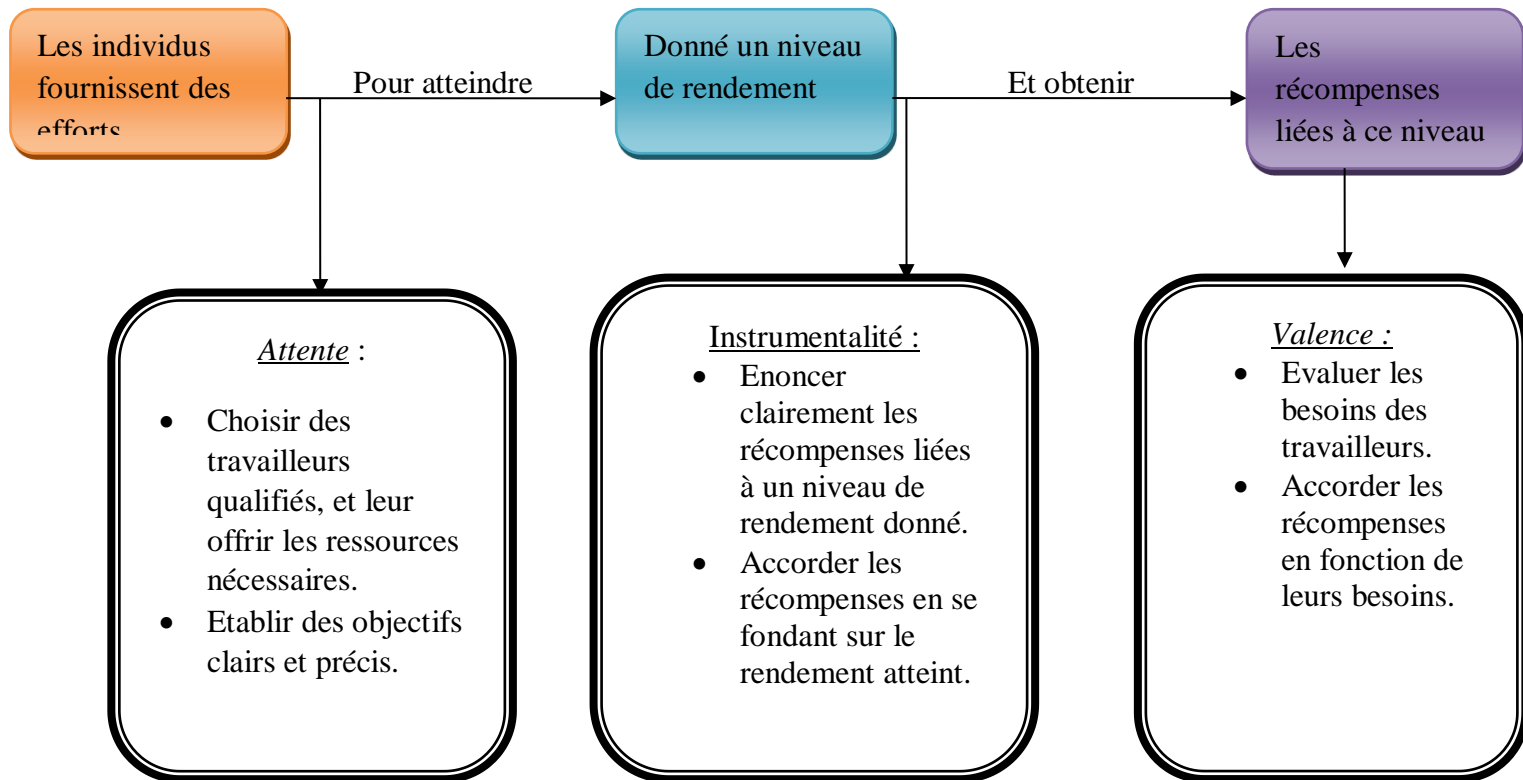 Les individus
fournissent des
efforts
Pour atteindre
Donné un niveau
de rendement
Et obtenir
Les
récompenses
liées à ce niveau
Attente :
• Choisir des
travailleurs
qualifiés, et leur
offrir les ressources
nécessaires.
• Etablir des objectifs
clairs et précis.
Instrumentalité :
• Enoncer
clairement les
récompenses liées
à un niveau de
rendement donné.
• Accorder les
récompenses en se
fondant sur le
rendement atteint.
Valence :
• Evaluer les
besoins des
travailleurs.
• Accorder les
récompenses
en fonction de
leurs besoins.